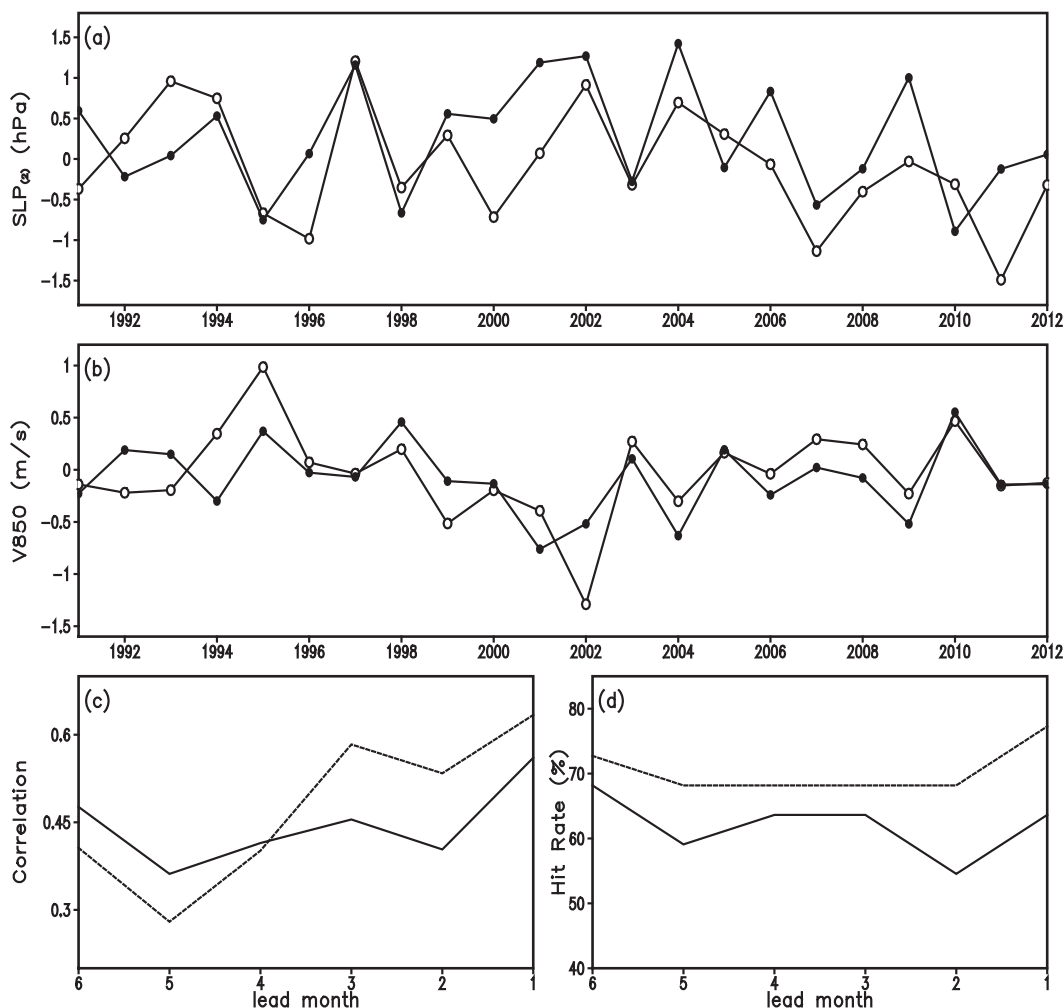 (a)
SLP(α) (hPa)
1.5
1
0.5
0
−0.5
−1
−1.5
1992 1994 1996 1998 2000 2002 2004 2006 2008 2010 2012
(b)
V850 (m/s)
1
0.5
0
−0.5
−1
−1.5
1992 1994 1996 1998 2000 2002 2004 2006 2008 2010 2012
(c)
Correlation
0.6
0.45
0.3
6 5 4 3 2 1
lead month
(d)
Hit Rate (%)
80
70
60
50
40
6 5 4 3 2 1
lead month